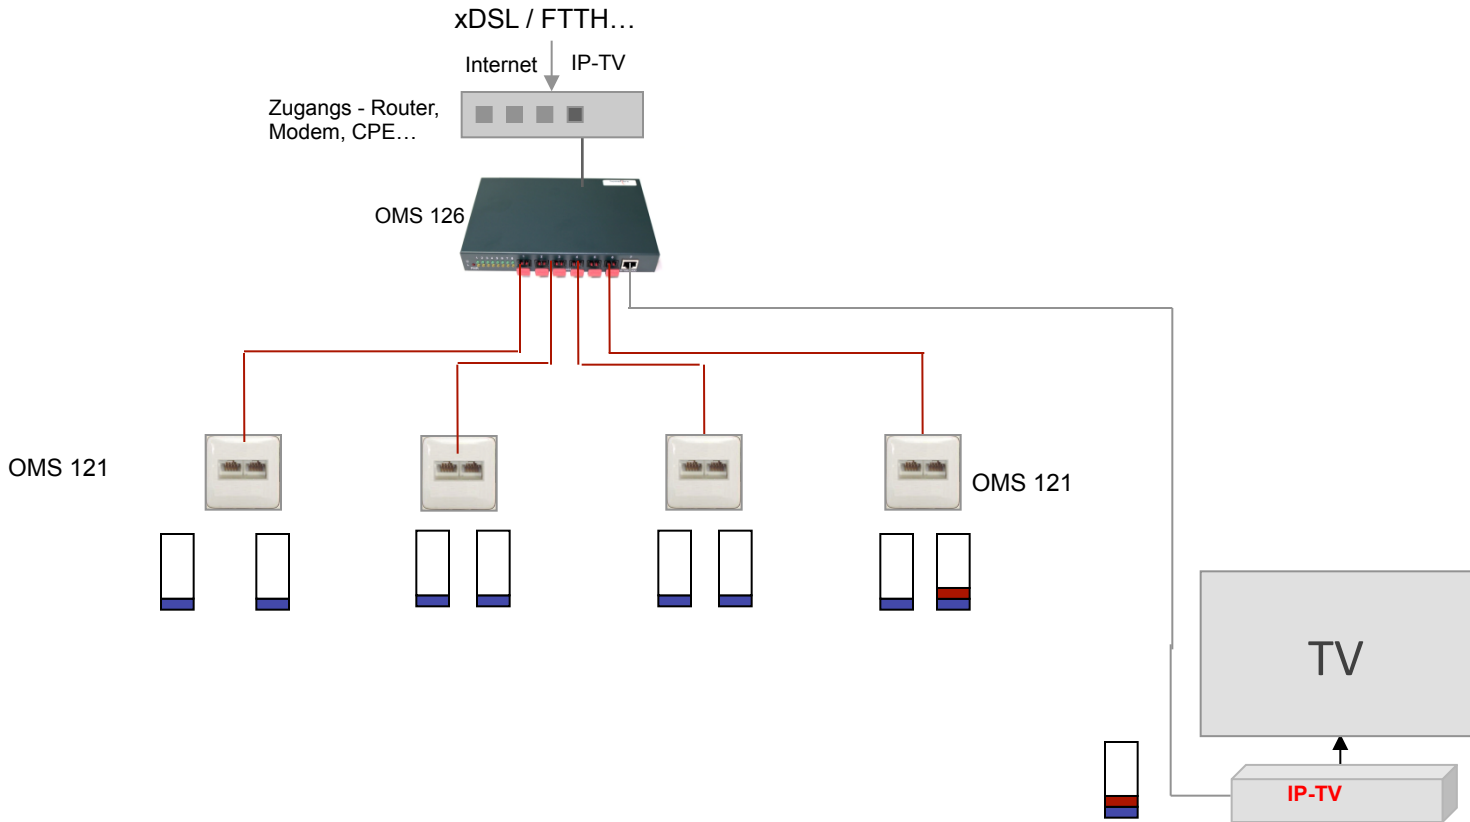 xDSL / FTTH…
Internet
IP-TV
Zugangs - Router,
Modem, CPE…
OMS 126
OMS 121
OMS 121
TV
IP-TV